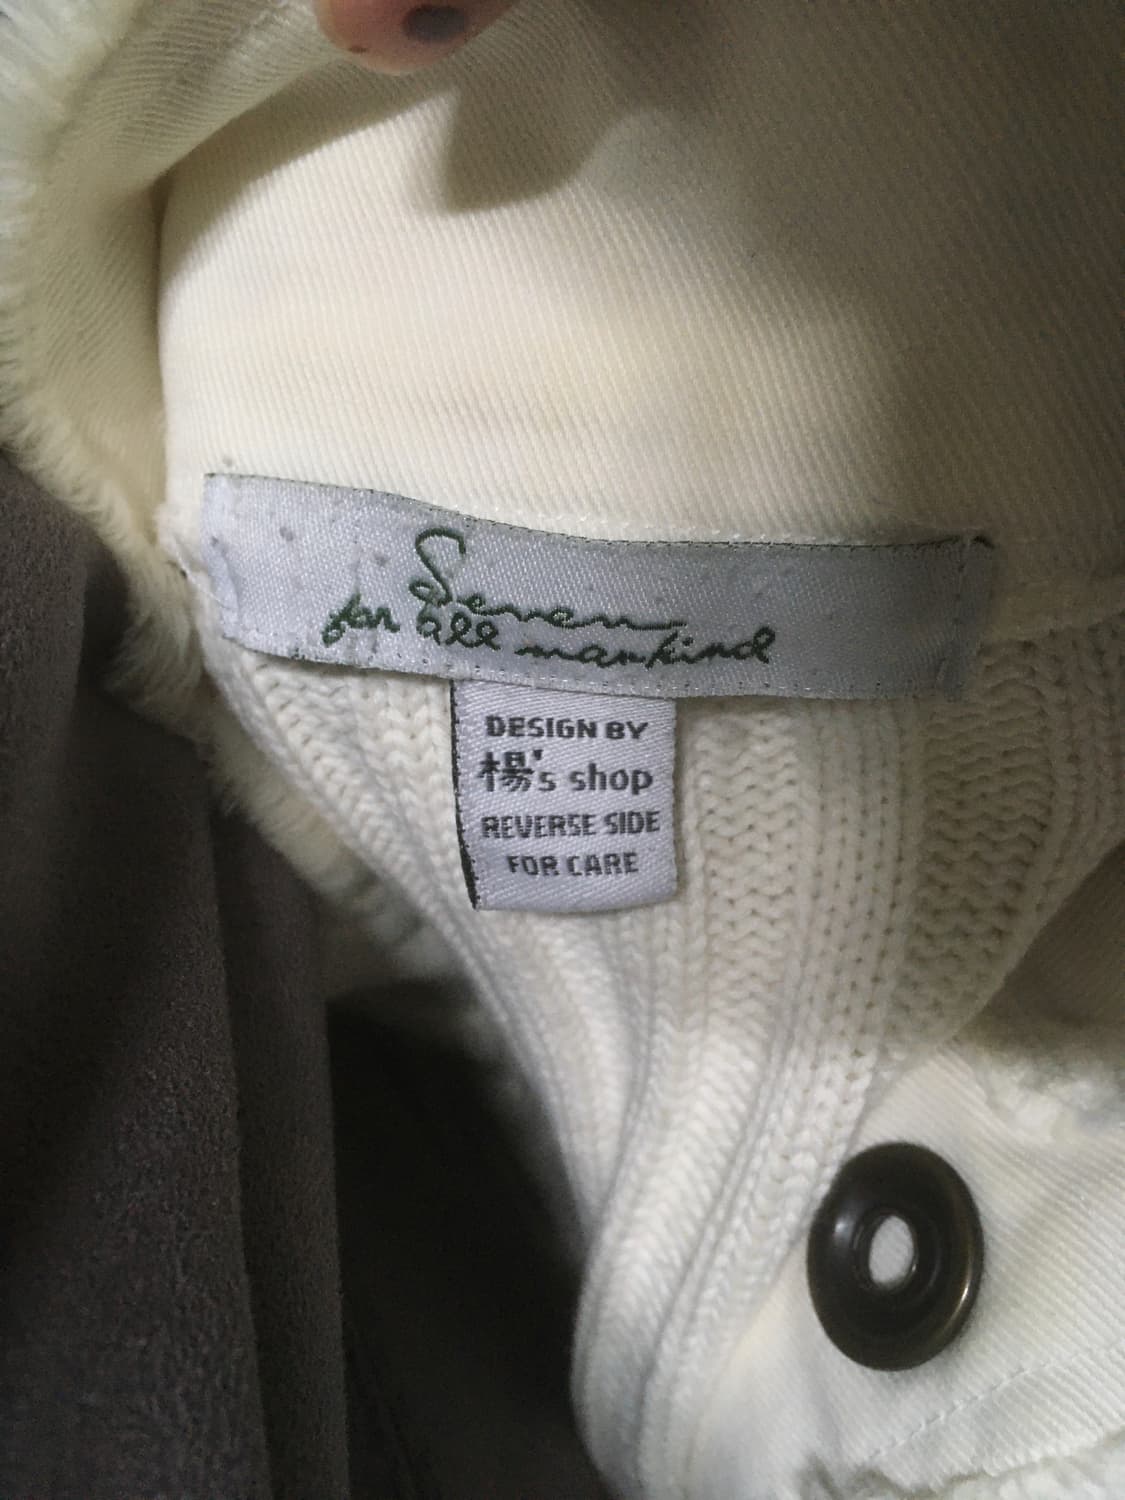 Seven
for all mankind
DESIGN BY
楊's shop
REVERSE SIDE
FOR CARE